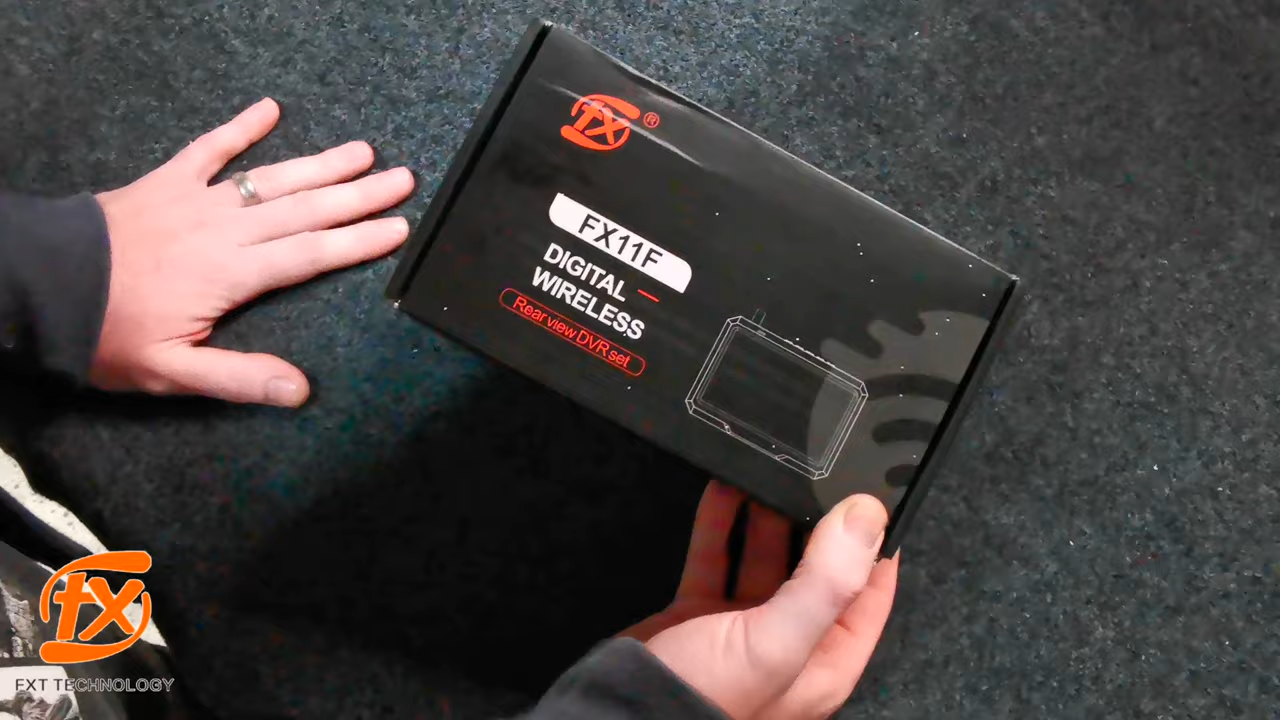 fx®
FX11F
DIGITAL
WIRELESS
Rear view DVR set
fx
FXT TECHNOLOGY